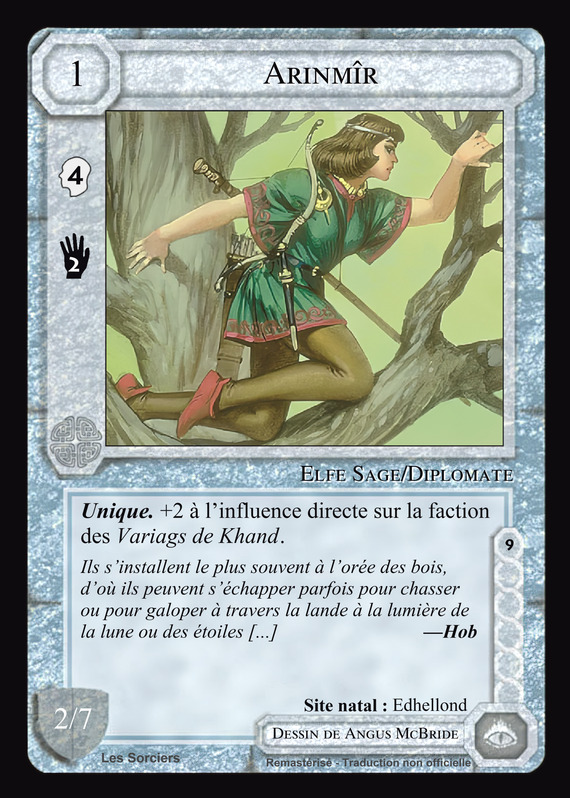 1
ARINMÎR
4
2
ELFE SAGE/DIPLOMATE
Unique. +2 à l'influence directe sur la faction
des Variags de Khand.
9
Ils s'installent le plus souvent à l'orée des bois,
d'où ils peuvent s'échapper parfois pour chasser
ou pour galoper à travers la lande à la lumière de
la lune ou des étoiles [...] —Hob
Site natal : Edhellond
2/7
DESSIN DE ANGUS MCBRIDE
Les Sorciers
Remastérisé - Traduction non officielle